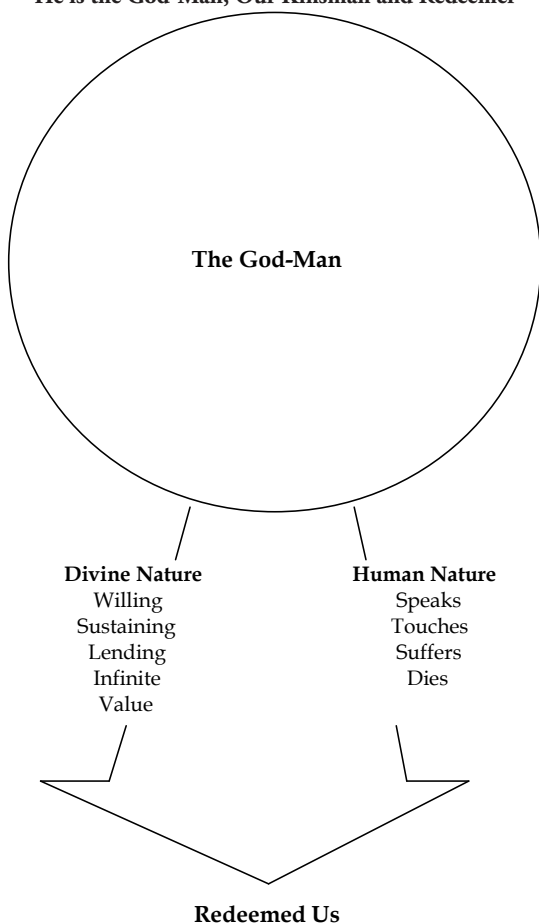 He is the God-Man, Our Kinsman and Redeemer
The God-Man
Divine Nature
Willing
Sustaining
Lending
Infinite
Value
Human Nature
Speaks
Touches
Suffers
Dies
Redeemed Us